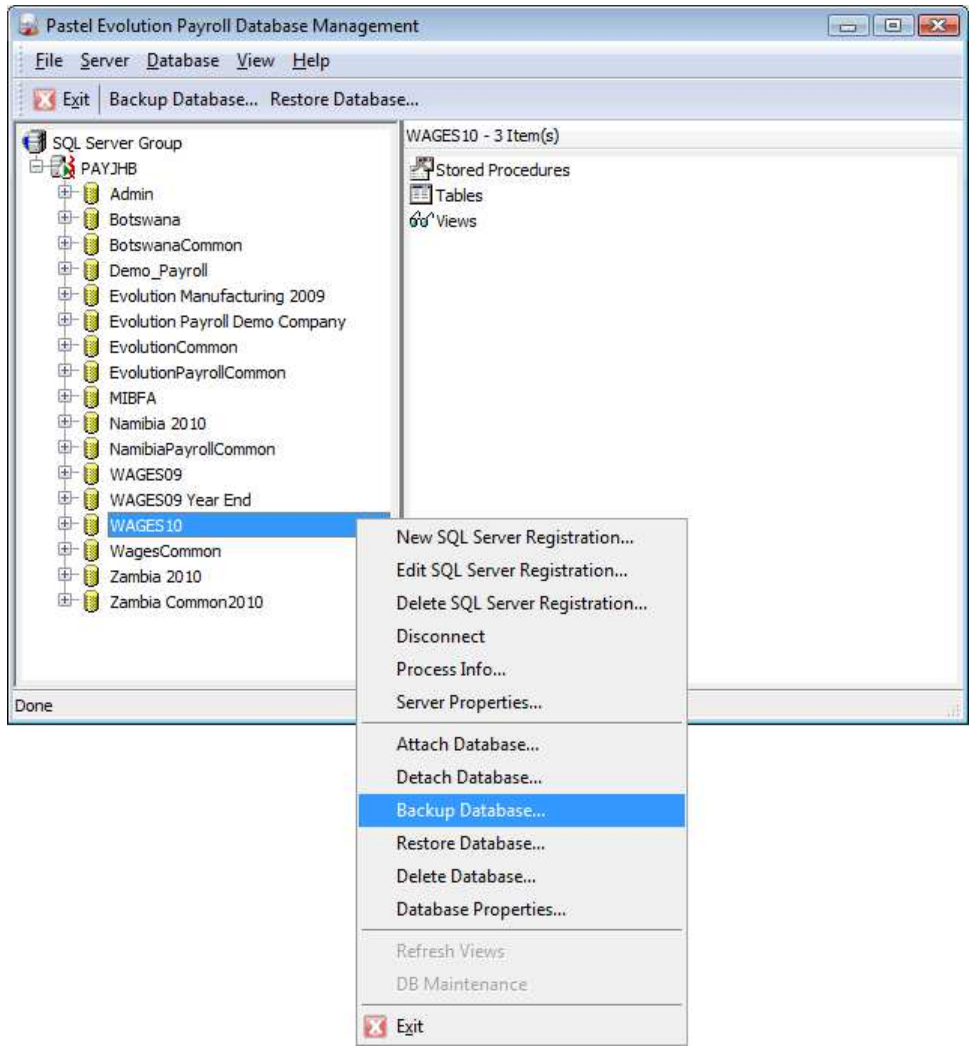 Pastel Evolution Payroll Database Management
File Server Database View Help
Exit Backup Database... Restore Database...
SQL Server Group
PAYJHB
Admin
Botswana
BotswanaCommon
Demo_Payroll
Evolution Manufacturing 2009
Evolution Payroll Demo Company
EvolutionCommon
EvolutionPayrollCommon
MIBFA
Namibia 2010
NamibiaPayrollCommon
WAGES09
WAGES09 Year End
WAGES10
WagesCommon
Zambia 2010
Zambia Common2010
WAGES10 - 3 Item(s)
Stored Procedures
Tables
Views
New SQL Server Registration...
Edit SQL Server Registration...
Delete SQL Server Registration...
Disconnect
Process Info...
Server Properties...
Attach Database...
Detach Database...
Backup Database...
Restore Database...
Delete Database...
Database Properties...
Refresh Views
DB Maintenance
Exit
Done